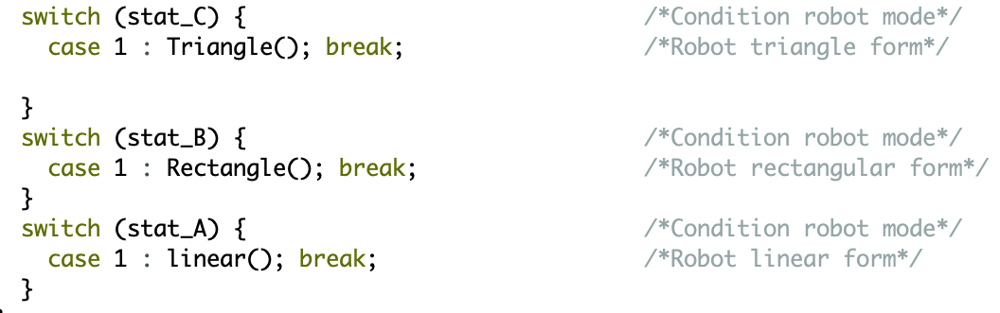 switch (stat_C) { /*Condition robot mode*/
case 1 : Triangle(); break; /*Robot triangle form*/
}
switch (stat_B) { /*Condition robot mode*/
case 1 : Rectangle(); break; /*Robot rectangular form*/
}
switch (stat_A) { /*Condition robot mode*/
case 1 : linear(); break; /*Robot linear form*/
}